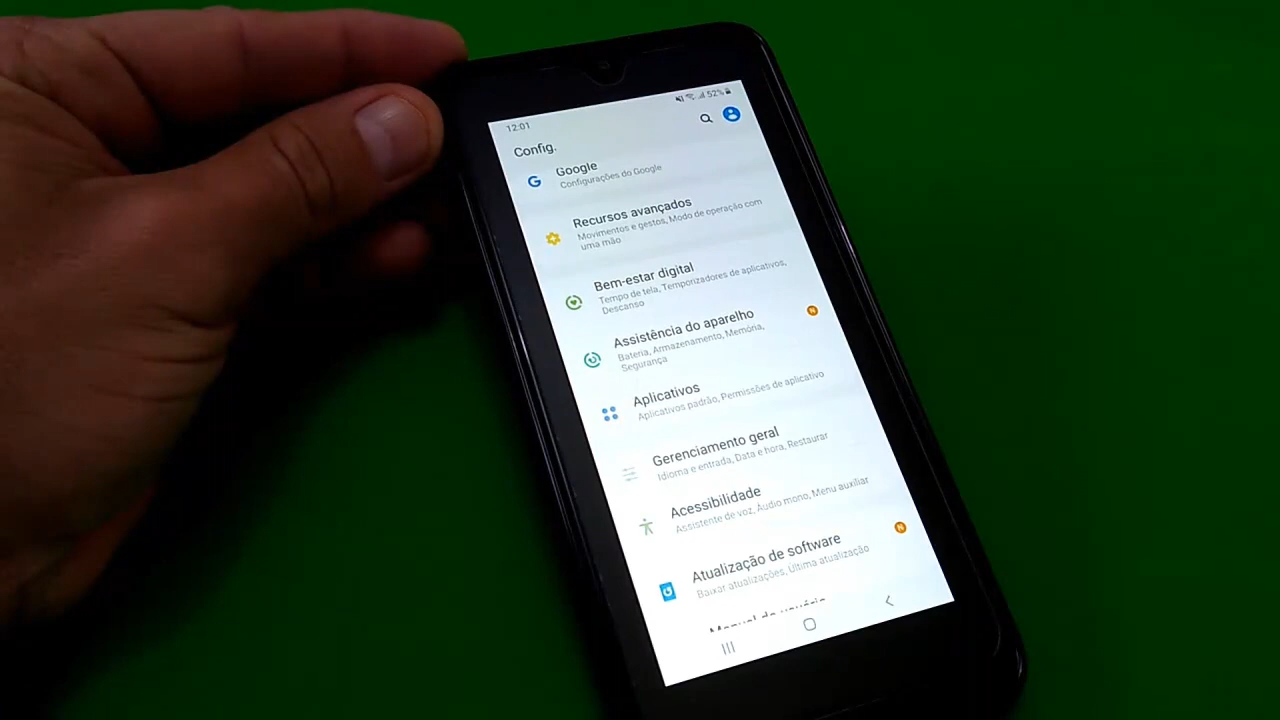 12:01
52%
Config.
Google
Configurações do Google
Recursos avançados
Movimentos e gestos, Modo de operação com
uma mão
Bem-estar digital
Tempo de tela, Temporizadores de aplicativos,
Descanso
Assistência do aparelho
N
Bateria, Armazenamento, Memória,
Segurança
Aplicativos
Aplicativos padrão, Permissões de aplicativo
Gerenciamento geral
Idioma e entrada, Data e hora, Restaurar
Acessibilidade
Assistente de voz, Áudio mono, Menu auxiliar
Atualização de software
N
Baixar atualizações, Última atualização